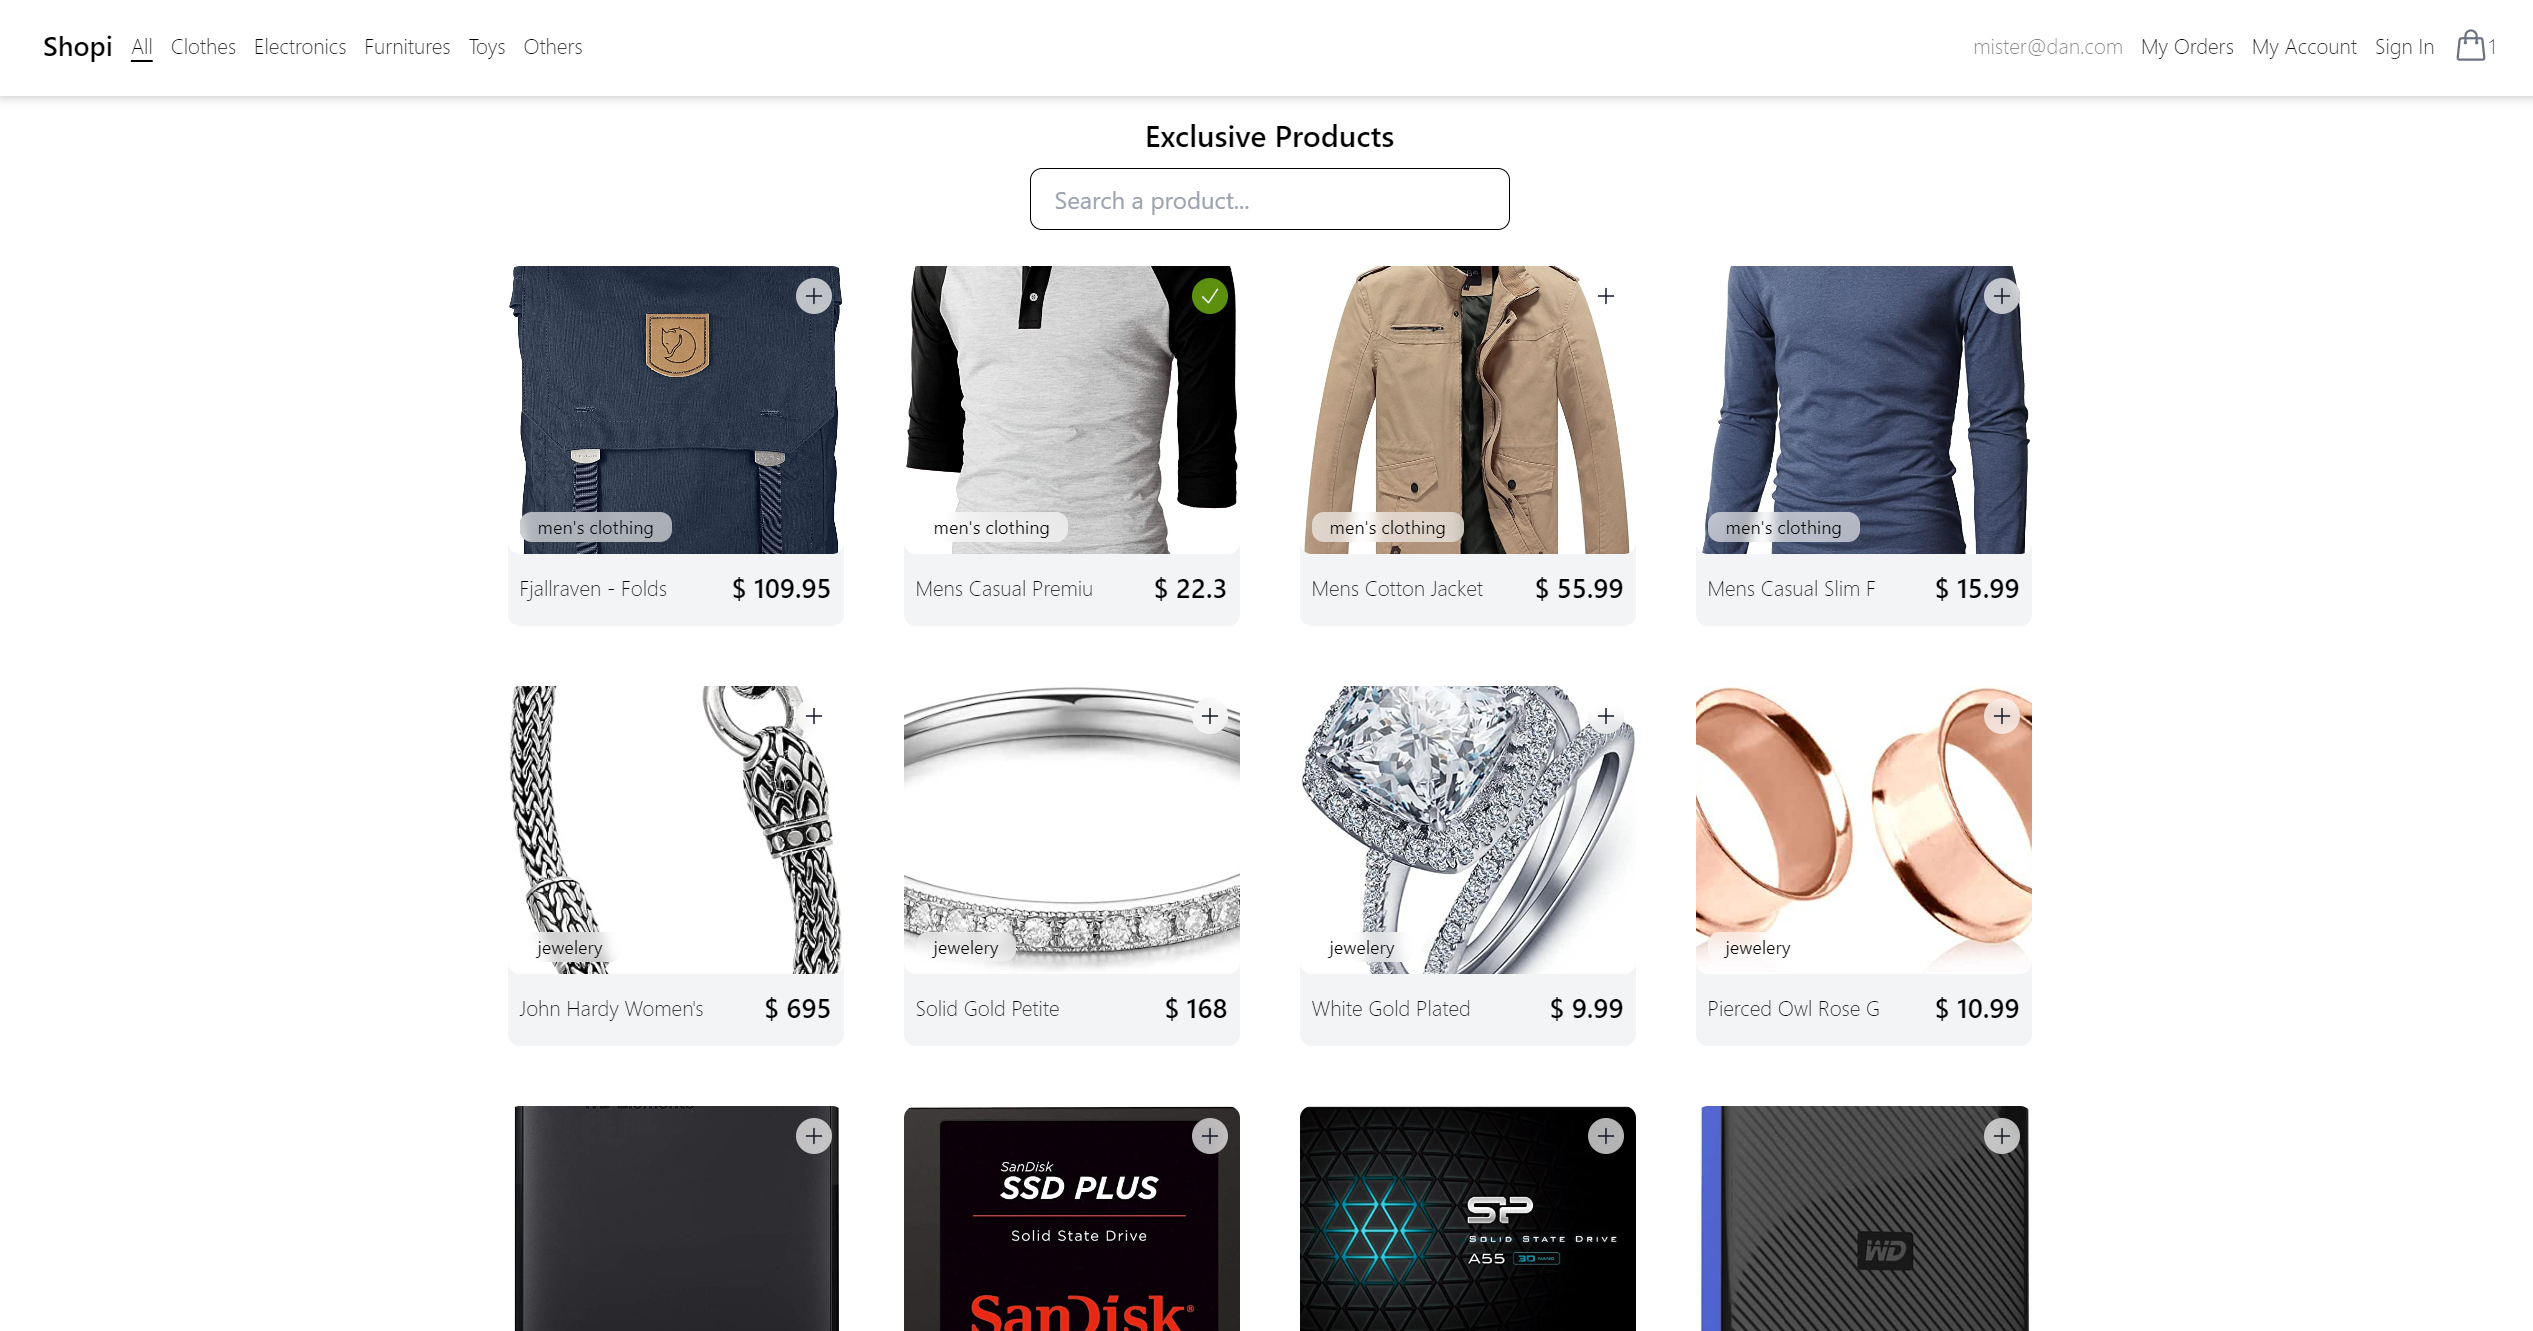 Shopi All Clothes Electronics Furnitures Toys Others mister@dan.com My Orders My Account Sign In 1
Exclusive Products
Search a product...
men's clothing men's clothing men's clothing men's clothing
Fjallraven - Folds $ 109.95 Mens Casual Premiu $ 22.3 Mens Cotton Jacket $ 55.99 Mens Casual Slim F $ 15.99
jewelery jewelery jewelery jewelery
John Hardy Women's $ 695 Solid Gold Petite $ 168 White Gold Plated $ 9.99 Pierced Owl Rose G $ 10.99
SanDisk
SSD PLUS
Solid State Drive
SanDisk®
SP
SOLID STATE DRIVE
A55 3D NAND
WD